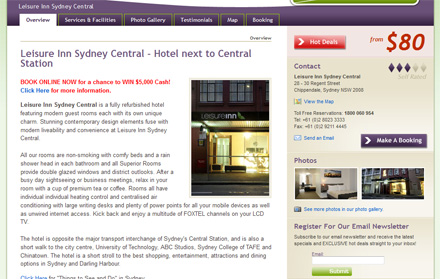 Leisure Inn Sydney Central
Overview
Services & Facilities
Photo Gallery
Testimonials
Map
Booking
Overview
Leisure Inn Sydney Central - Hotel next to Central
Station
BOOK ONLINE NOW for a chance to WIN $5,000 Cash!
Click Here for more information.
Leisure Inn Sydney Central is a fully refurbished hotel
featuring modern guest rooms each with its own unique
charm. Stunning contemporary design elements fuse with
modern liveability and convenience at Leisure Inn Sydney
Central.
All our rooms are non-smoking with comfy beds and a rain
shower head in each bathroom and all Superior Rooms
provide double glazed windows and distinct outlooks. After a
busy day sightseeing or business meetings, relax in your
room with a cup of premium tea or coffee. Rooms all have
individual individual heating control and centralised air
conditioning with large writing desks and plenty of power points for all your mobile devices as well
as unwired internet access. Kick back and enjoy a multitude of FOXTEL channels on your LCD
TV.
The hotel is opposite the major transport interchange of Sydney's Central Station, and is also a
short walk to the city centre, University of Technology, ABC Studios, Sydney College of TAFE and
Chinatown. The hotel is a short stroll to the best shopping, entertainment, attractions and dining
options in Sydney and Darling Harbour.
Click Here for "Things to See and Do" in Sydney
leisureinn
Hot Deals
from $80
Contact
Self Rated
Leisure Inn Sydney Central
28 - 30 Regent Street
Chippendale, Sydney NSW 2008
View the Map
Toll Free Reservations: 1800 060 954
Tel: +61 (0)2 8023 3333
Fax: +61 (0)2 9211 4445
Send an Email
Make A Booking
Photos
See more photos in our photo gallery.
Register For Our Email Newsletter
Subscribe to our email newsletter and receive the latest
specials and EXCLUSIVE hot deals straight to your inbox!
Email
Submit